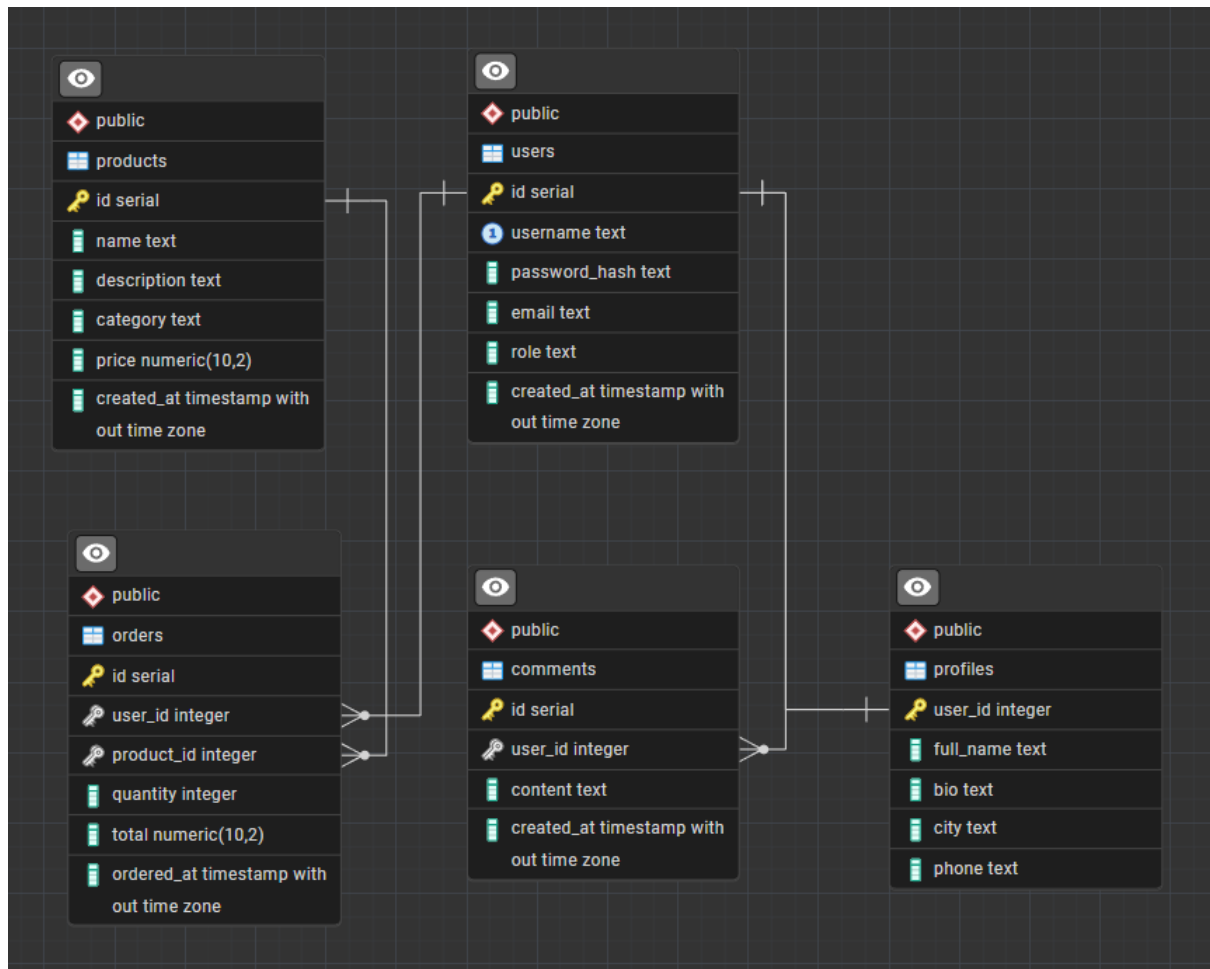 public
products
id serial
name text
description text
category text
price numeric(10,2)
created_at timestamp with
out time zone
public
users
id serial
1
username text
password_hash text
email text
role text
created_at timestamp with
out time zone
public
orders
id serial
user_id integer
product_id integer
quantity integer
total numeric(10,2)
ordered_at timestamp with
out time zone
public
comments
id serial
user_id integer
content text
created_at timestamp with
out time zone
public
profiles
user_id integer
full_name text
bio text
city text
phone text